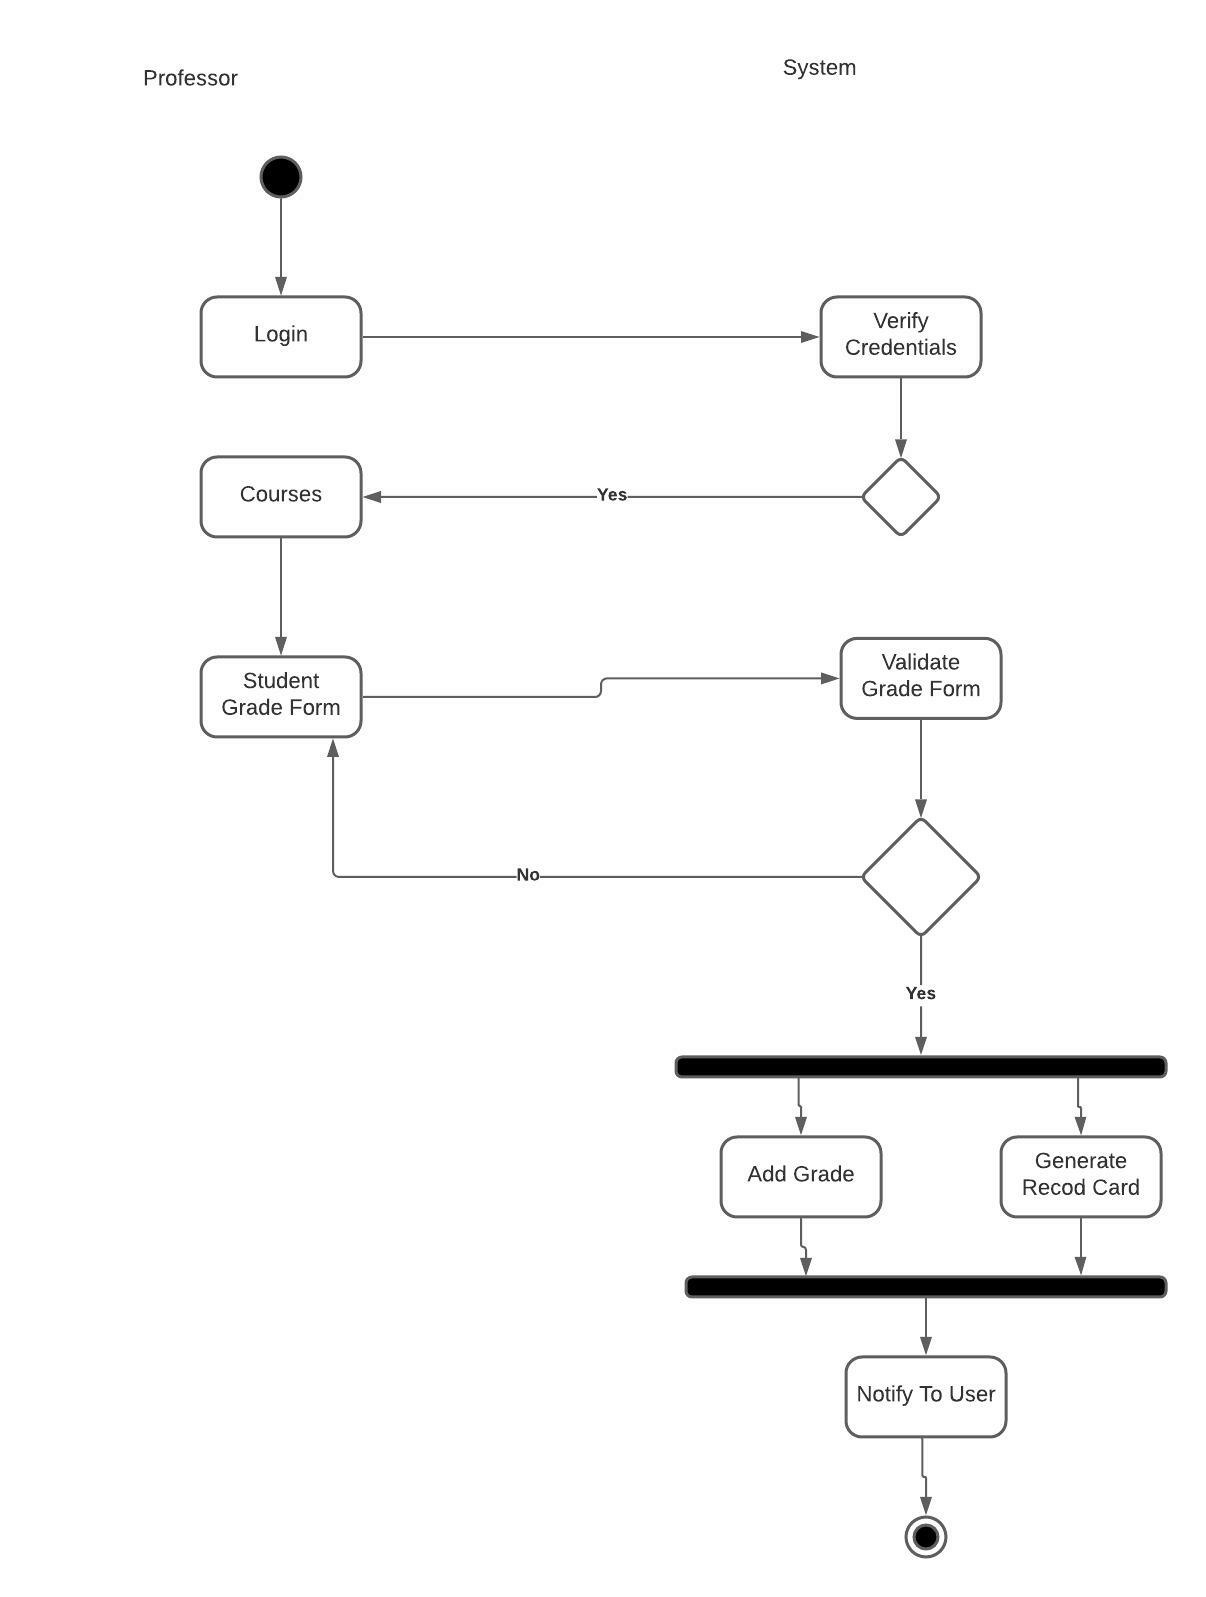 Professor
System
Login
Verify
Credentials
Courses
Yes
Student
Grade Form
Validate
Grade Form
No
Yes
Add Grade
Generate
Recod Card
Notify To User